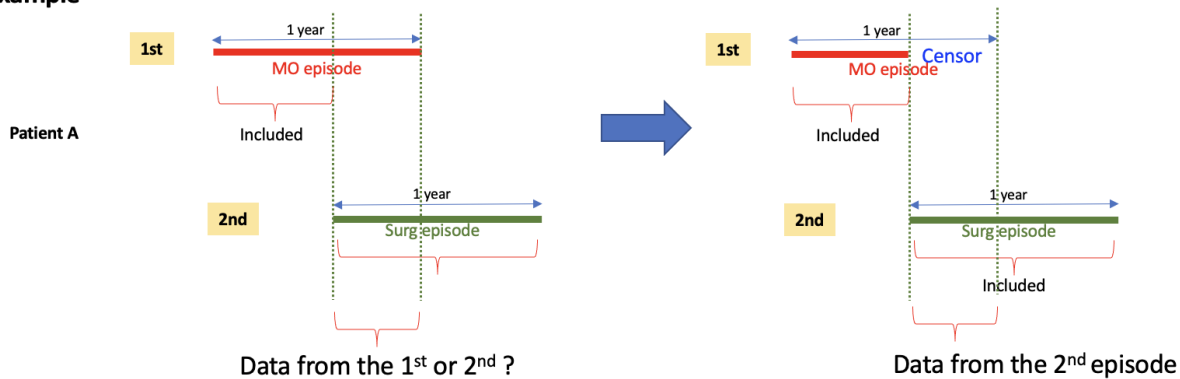 1 year
1st
MO episode
Included
Patient A
1 year
2nd
Surg episode
Data from the 1st or 2nd ?
1 year
1st
Censor
MO episode
Included
1 year
2nd
Surg episode
Included
Data from the 2nd episode